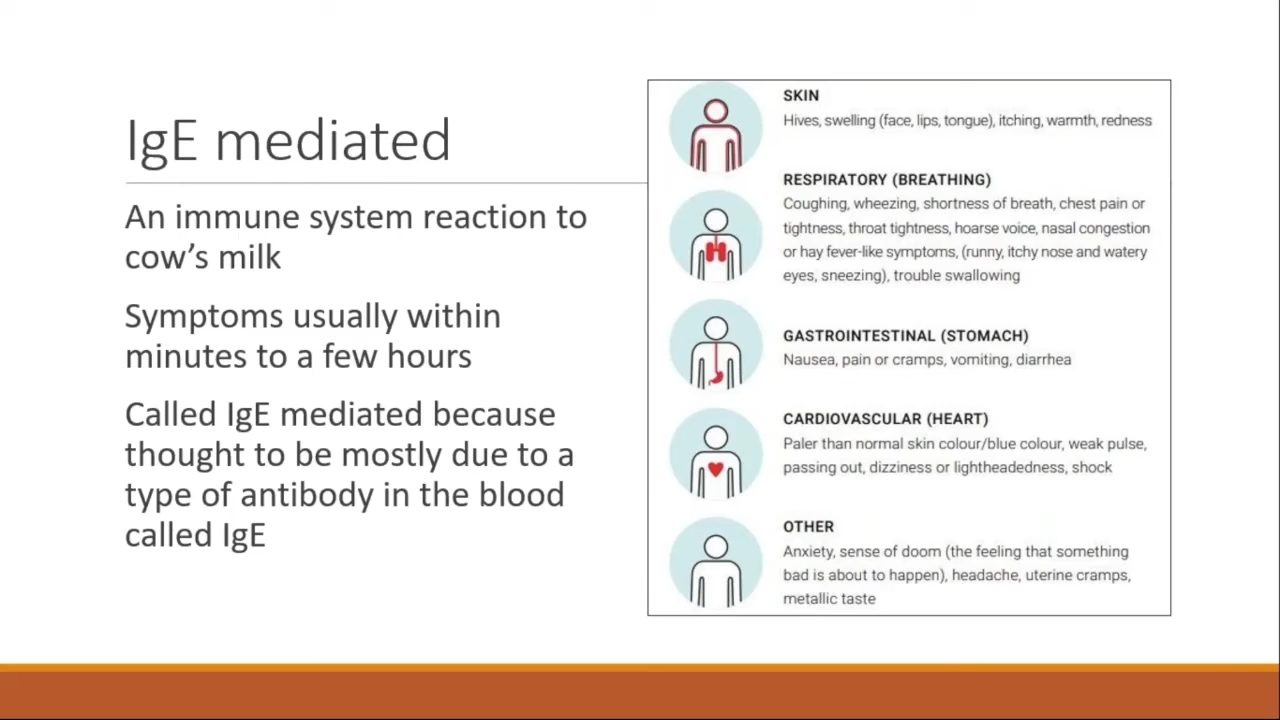 IgE mediated
An immune system reaction to
cow’s milk
Symptoms usually within
minutes to a few hours
Called IgE mediated because
thought to be mostly due to a
type of antibody in the blood
called IgE
SKIN
Hives, swelling (face, lips, tongue), itching, warmth, redness
RESPIRATORY (BREATHING)
Coughing, wheezing, shortness of breath, chest pain or
tightness, throat tightness, hoarse voice, nasal congestion
or hay fever-like symptoms, (runny, itchy nose and watery
eyes, sneezing), trouble swallowing
GASTROINTESTINAL (STOMACH)
Nausea, pain or cramps, vomiting, diarrhea
CARDIOVASCULAR (HEART)
Paler than normal skin colour/blue colour, weak pulse,
passing out, dizziness or lightheadedness, shock
OTHER
Anxiety, sense of doom (the feeling that something
bad is about to happen), headache, uterine cramps,
metallic taste